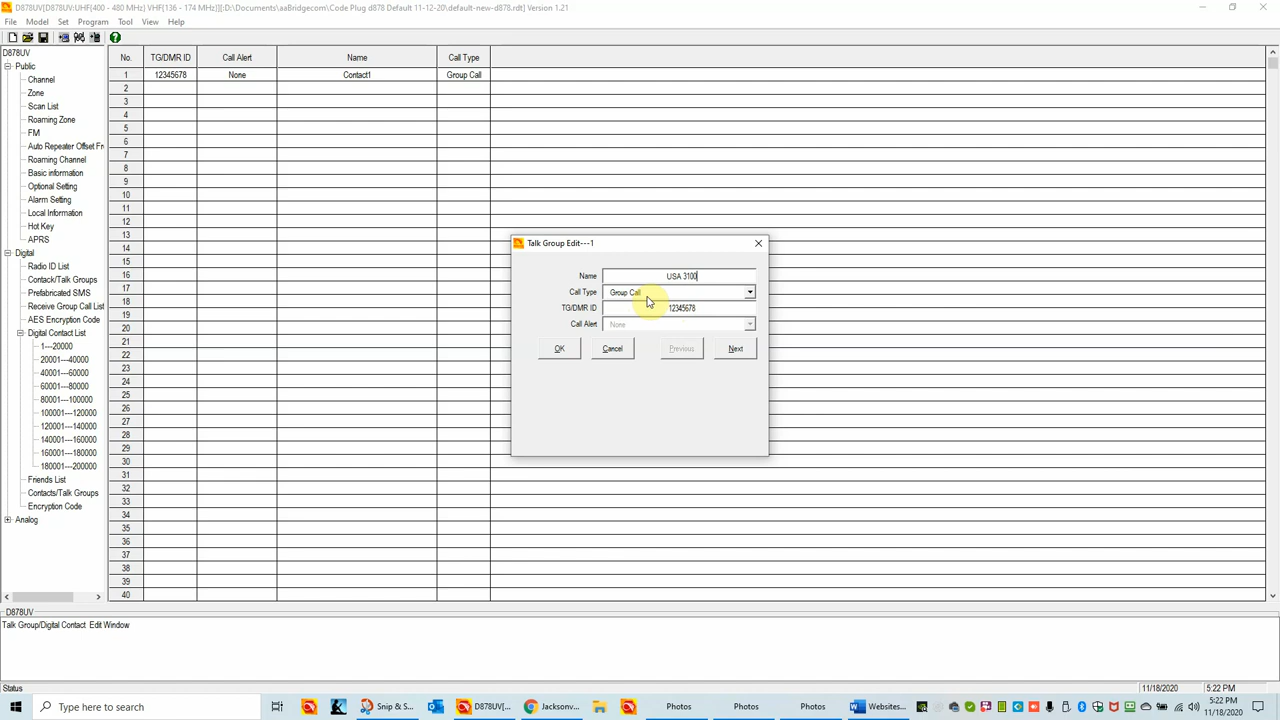 D878UV[D878UV:UHF(400 - 480 MHz) VHF(136 - 174 MHz)][:D:\Documents\aaBridgecom\Code Plug d878 Default 11-12-20\default-new-d878.rdt] Version 1.21
File Model Set Program Tool View Help
D878UV
Public
Channel
Zone
Scan List
Roaming Zone
FM
Auto Repeater Offset Fr
Roaming Channel
Basic information
Optional Setting
Alarm Setting
Local Information
Hot Key
APRS
Digital
Radio ID List
Contack/Talk Groups
Prefabricated SMS
Receive Group Call List
AES Encryption Code
Digital Contact List
1---20000
20001---40000
40001---60000
60001---80000
80001---100000
100001---120000
120001---140000
140001---160000
160001---180000
180001---200000
Friends List
Contacts/Talk Groups
Encryption Code
Analog
No. TG/DMR ID Call Alert Name Call Type
1 12345678 None Contact1 Group Call
2
3
4
5
6
7
8
9
10
11
12
13
14
15
16
17
18
19
20
21
22
23
24
25
26
27
28
29
30
31
32
33
34
35
36
37
38
39
40
Talk Group Edit---1
Name USA 3100
Call Type Group Call
TG/DMR ID 12345678
Call Alert None
OK Cancel Previous Next
D878UV
Talk Group/Digital Contact Edit Window
Status 11/18/2020 5:22 PM
Type here to search Snip & S... D878UV[... Jacksonv... Photos Photos Photos Websites...
5:22 PM
11/18/2020